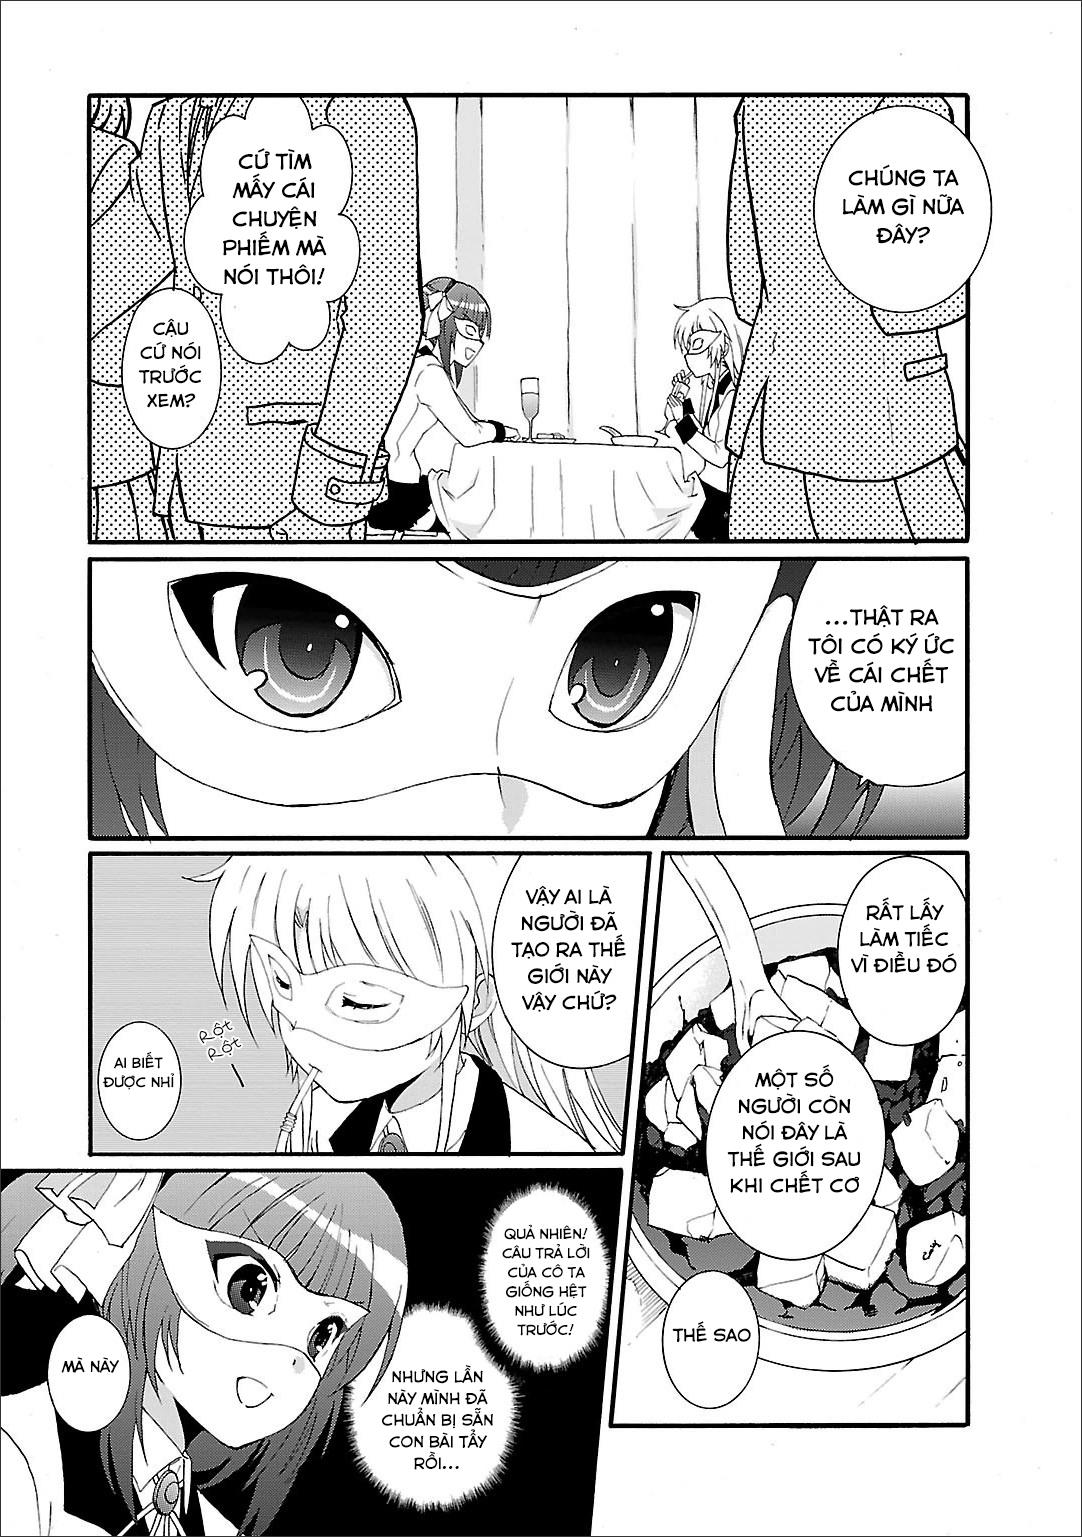 CHÚNG TA
LÀM GÌ NỮA
ĐÂY?
CỨ TÌM
MẤY CÁI
CHUYỆN
PHIẾM MÀ
NÓI THÔI!
CẬU
CỨ NÓI
TRƯỚC
XEM?
...THẬT RA
TÔI CÓ KÝ ỨC
VỀ CÁI CHẾT
CỦA MÌNH
RẤT LẤY
LÀM TIẾC
VÌ ĐIỀU ĐÓ
MỘT SỐ
NGƯỜI CÒN
NÓI ĐÂY LÀ
THẾ GIỚI SAU
KHI CHẾT CƠ
THẾ SAO
VẬY AI LÀ
NGƯỜI ĐÃ
TẠO RA THẾ
GIỚI NÀY
VẬY CHỨ?
RỘT
RỘT
AI BIẾT
ĐƯỢC NHỈ
QUẢ NHIÊN!
CÂU TRẢ LỜI
CỦA CÔ TA
GIỐNG HỆT
NHƯ LÚC
TRƯỚC!
NHƯNG LẦN
NÀY MÌNH ĐÃ
CHUẨN BỊ SẴN
CON BÀI TẨY
RỒI...
MÀ NÀY